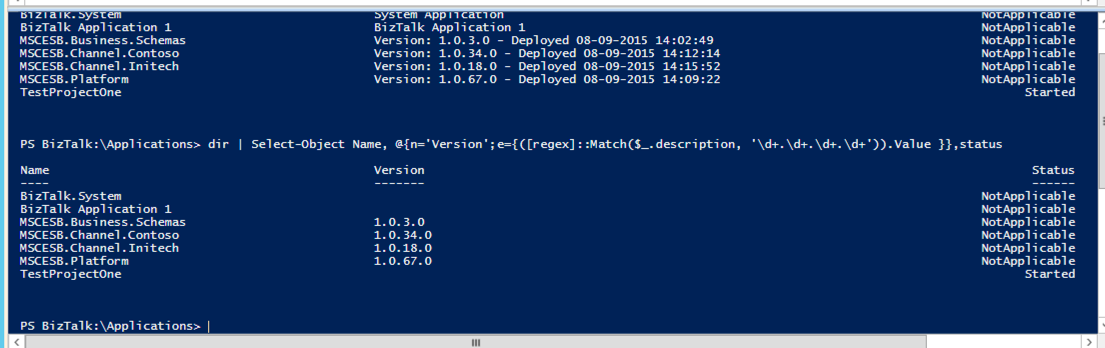 BizTalk.System System Application NotApplicable
BizTalk Application 1 BizTalk Application 1 NotApplicable
MSCESB.Business.Schemas Version: 1.0.3.0 - Deployed 08-09-2015 14:02:49 NotApplicable
MSCESB.Channel.Contoso Version: 1.0.34.0 - Deployed 08-09-2015 14:12:14 NotApplicable
MSCESB.Channel.Initech Version: 1.0.18.0 - Deployed 08-09-2015 14:15:52 NotApplicable
MSCESB.Platform Version: 1.0.67.0 - Deployed 08-09-2015 14:09:22 NotApplicable
TestProjectOne Started
PS BizTalk:\Applications> dir | Select-Object Name, @{n='Version';e={([regex]::Match($_.description, '\d+.\d+.\d+.\d+')).Value }},status
Name Version Status
---- ------- ------
BizTalk.System NotApplicable
BizTalk Application 1 NotApplicable
MSCESB.Business.Schemas 1.0.3.0 NotApplicable
MSCESB.Channel.Contoso 1.0.34.0 NotApplicable
MSCESB.Channel.Initech 1.0.18.0 NotApplicable
MSCESB.Platform 1.0.67.0 NotApplicable
TestProjectOne Started
PS BizTalk:\Applications>